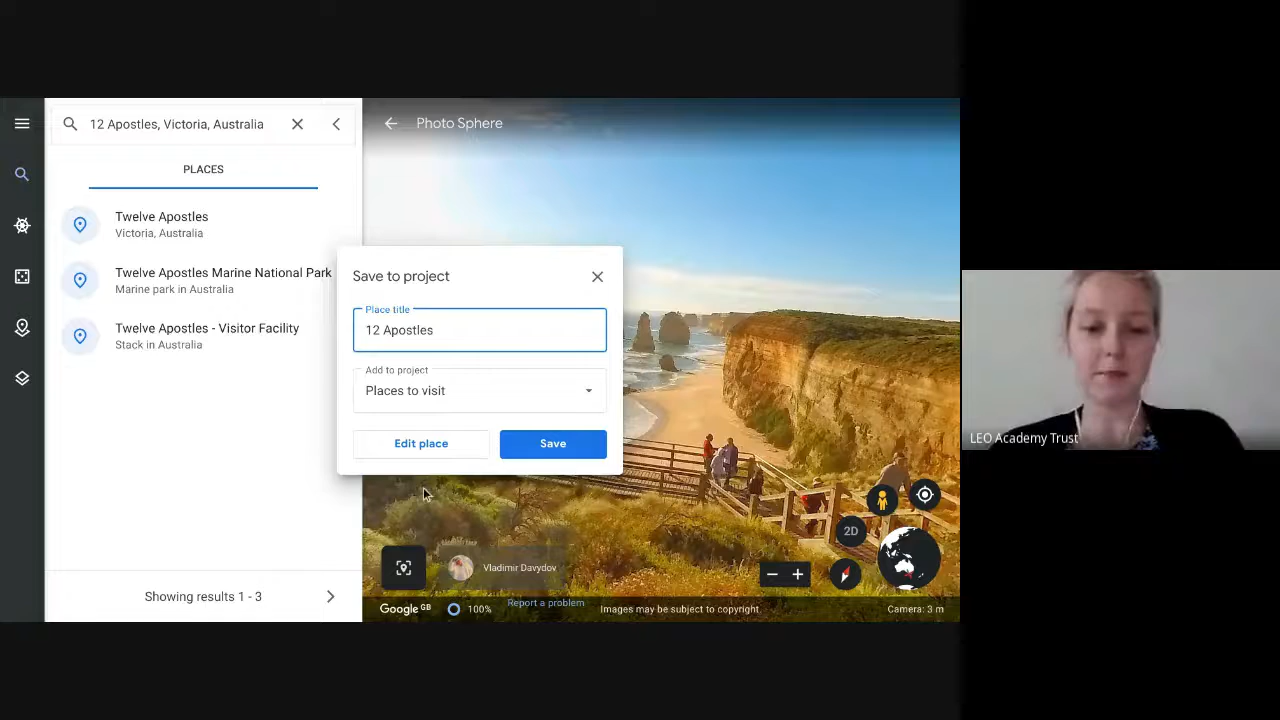 12 Apostles, Victoria, Australia
PLACES
Twelve Apostles
Victoria, Australia
Twelve Apostles Marine National Park
Marine park in Australia
Twelve Apostles - Visitor Facility
Stack in Australia
Showing results 1 - 3
Photo Sphere
Save to project
Place title
12 Apostles
Add to project
Places to visit
Edit place
Save
2D
Vladimir Davydov
Google GB
100%
Report a problem
Images may be subject to copyright.
Camera: 3 m
LEO Academy Trust